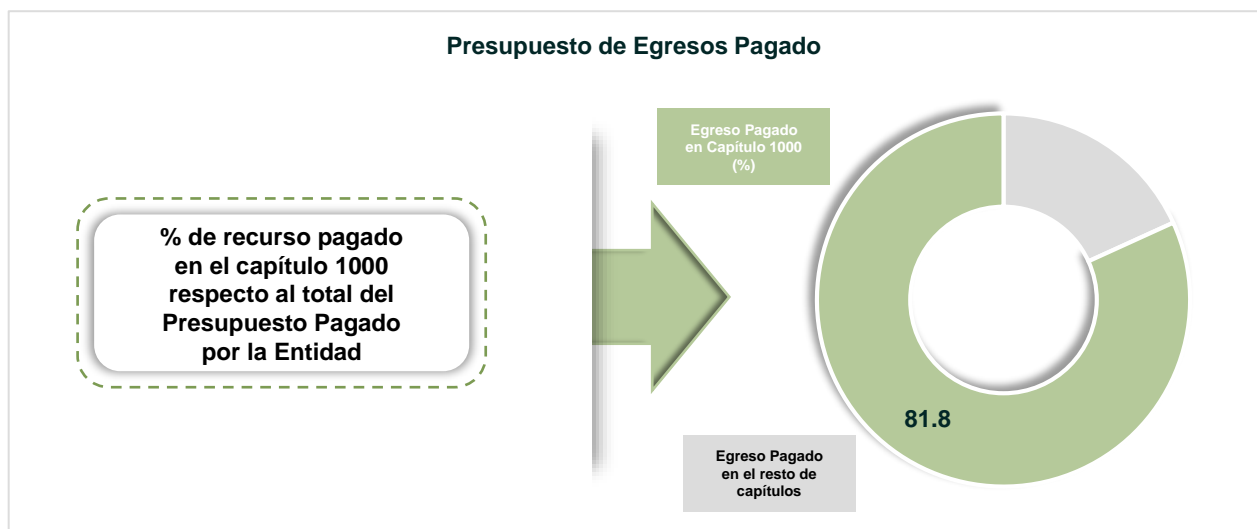 Presupuesto de Egresos Pagado
Egreso Pagado
en Capítulo 1000
(%)
% de recurso pagado
en el capítulo 1000
respecto al total del
Presupuesto Pagado
por la Entidad
81.8
Egreso Pagado
en el resto de
capítulos